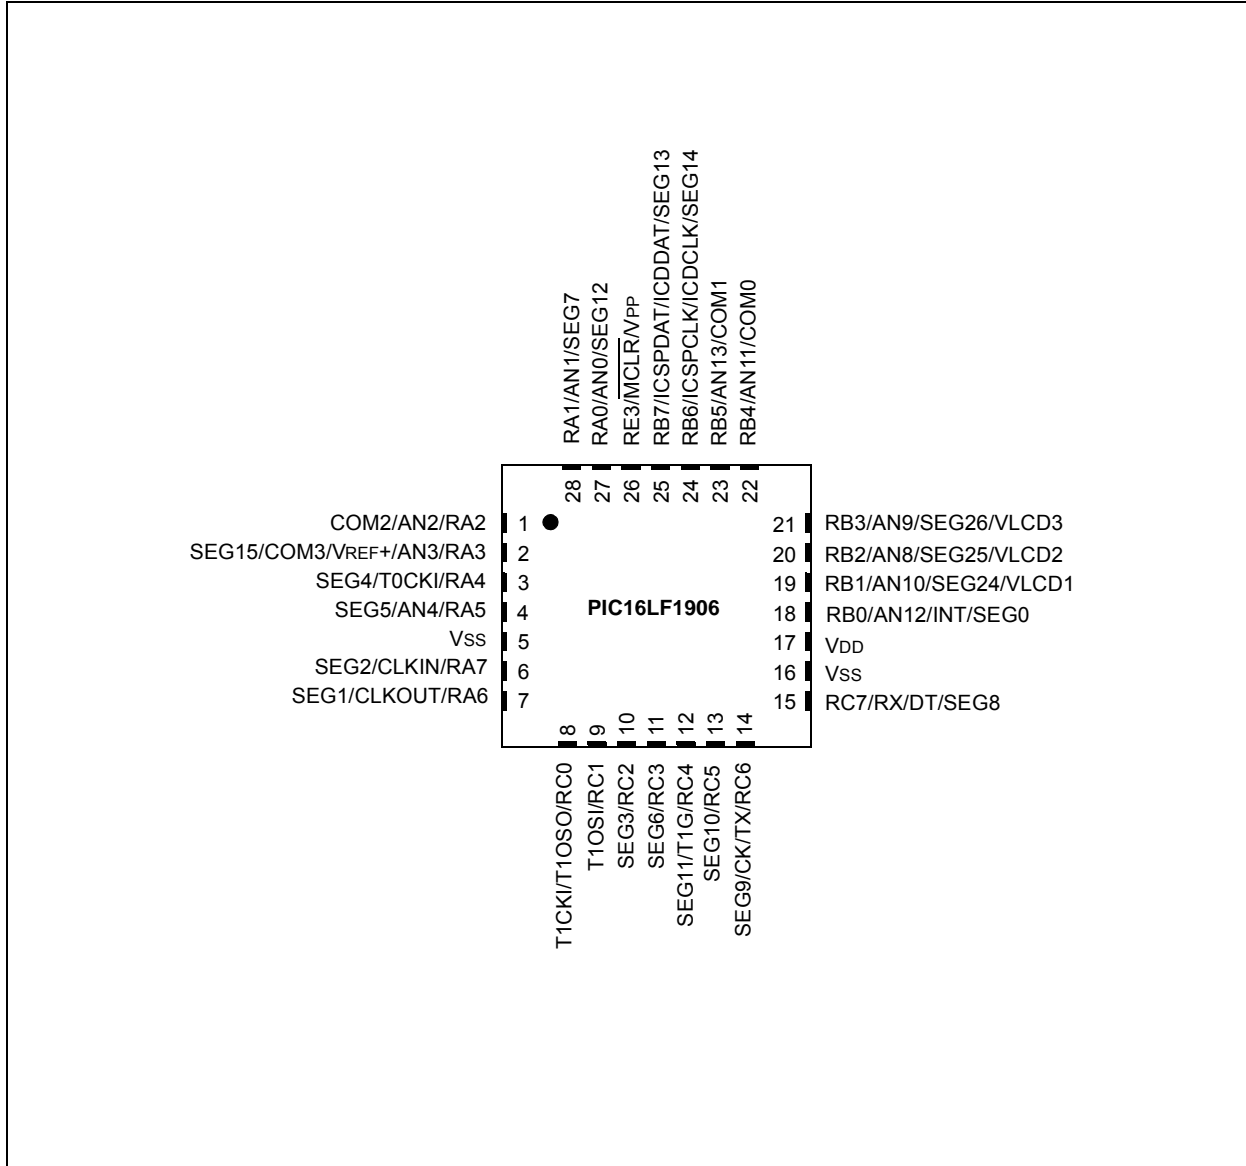 RA1/AN1/SEG7
RA0/AN0/SEG12
RE3/MCLR/VPP
RB7/ICSPDAT/ICDDAT/SEG13
RB6/ICSPCLK/ICDCLK/SEG14
RB5/AN13/COM1
RB4/AN11/COM0
28
27
26
25
24
23
22
COM2/AN2/RA2 1
SEG15/COM3/VREF+/AN3/RA3 2
SEG4/T0CKI/RA4 3
SEG5/AN4/RA5 4
VSS 5
SEG2/CLKIN/RA7 6
SEG1/CLKOUT/RA6 7
PIC16LF1906
21 RB3/AN9/SEG26/VLCD3
20 RB2/AN8/SEG25/VLCD2
19 RB1/AN10/SEG24/VLCD1
18 RB0/AN12/INT/SEG0
17 VDD
16 VSS
15 RC7/RX/DT/SEG8
8
9
10
11
12
13
14
T1CKI/T1OSO/RC0
T1OSI/RC1
SEG3/RC2
SEG6/RC3
SEG11/T1G/RC4
SEG10/RC5
SEG9/CK/TX/RC6